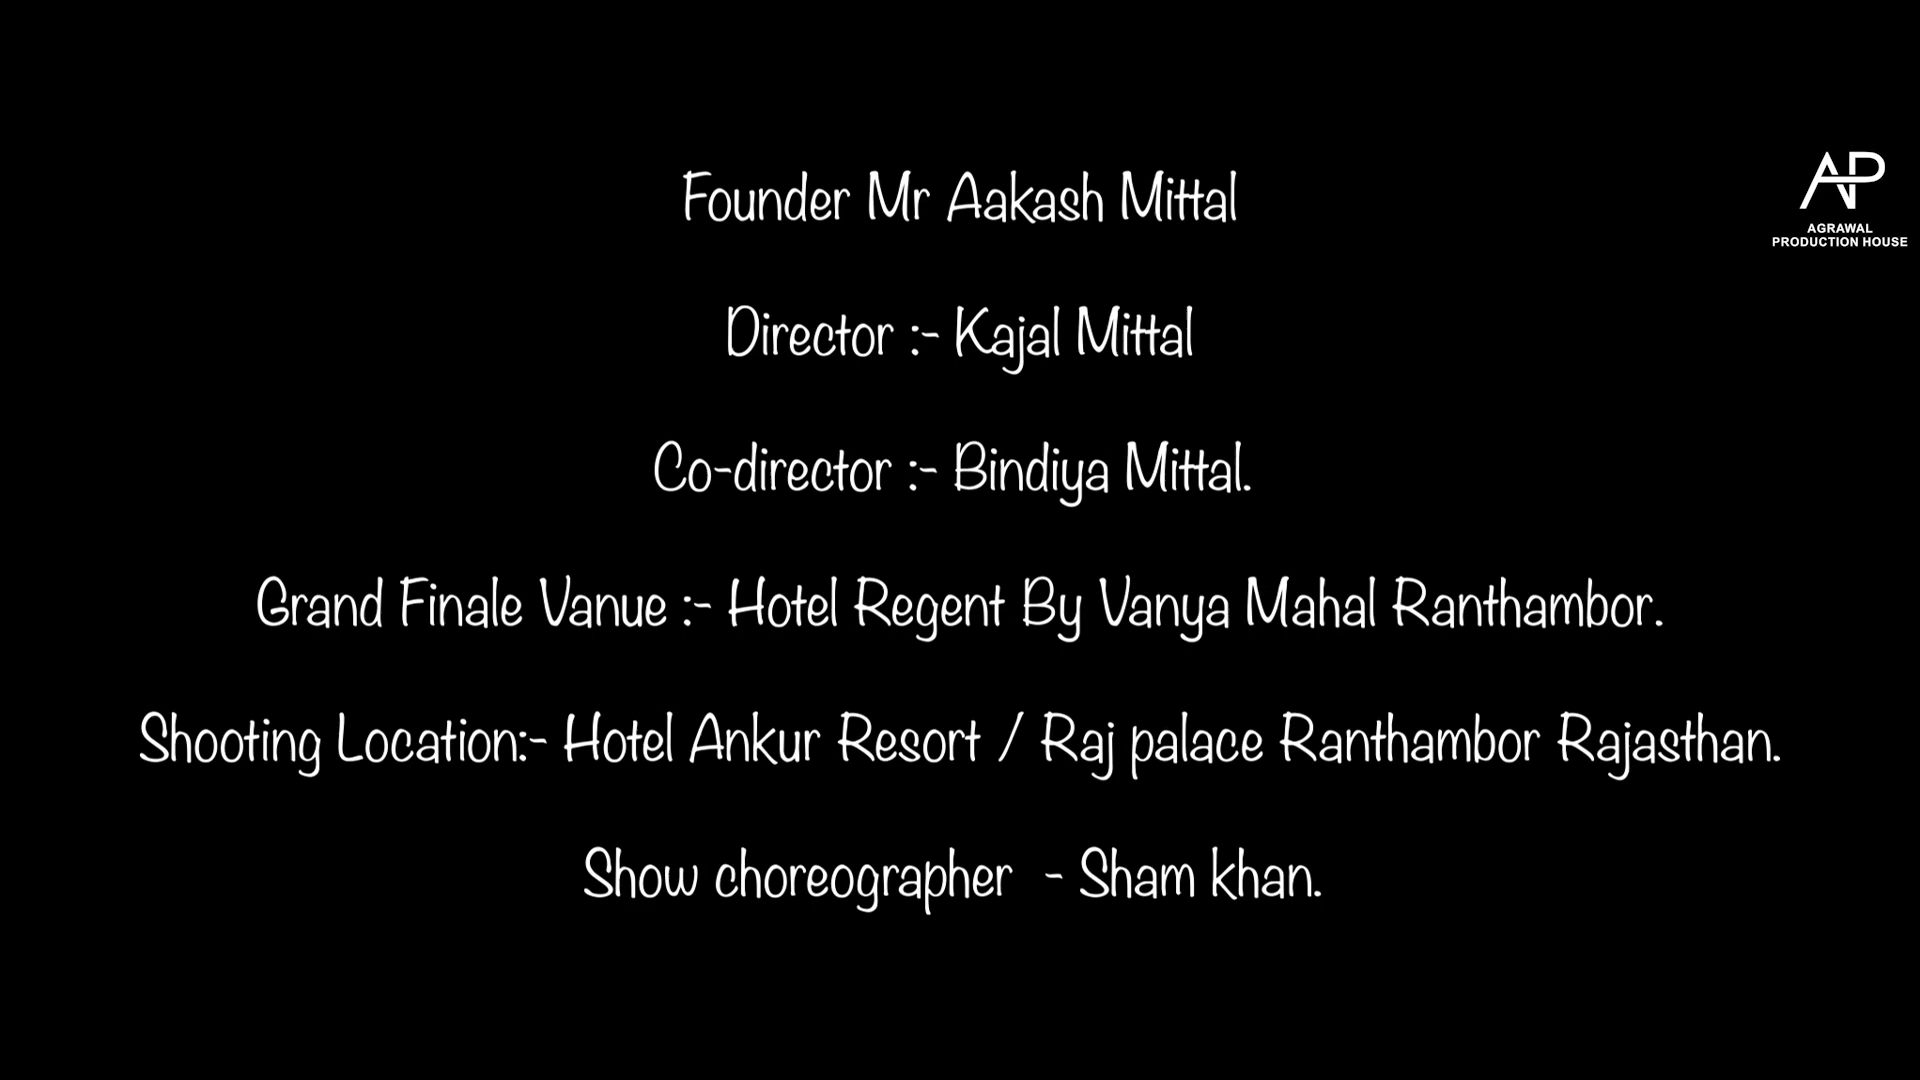 Founder Mr Aakash Mittal
AP
AGRAWAL
PRODUCTION HOUSE
Director :- Kajal Mittal
Co-director :- Bindiya Mittal.
Grand Finale Vanue :- Hotel Regent By Vanya Mahal Ranthambor.
Shooting Location:- Hotel Ankur Resort / Raj palace Ranthambor Rajasthan.
Show choreographer - Sham khan.